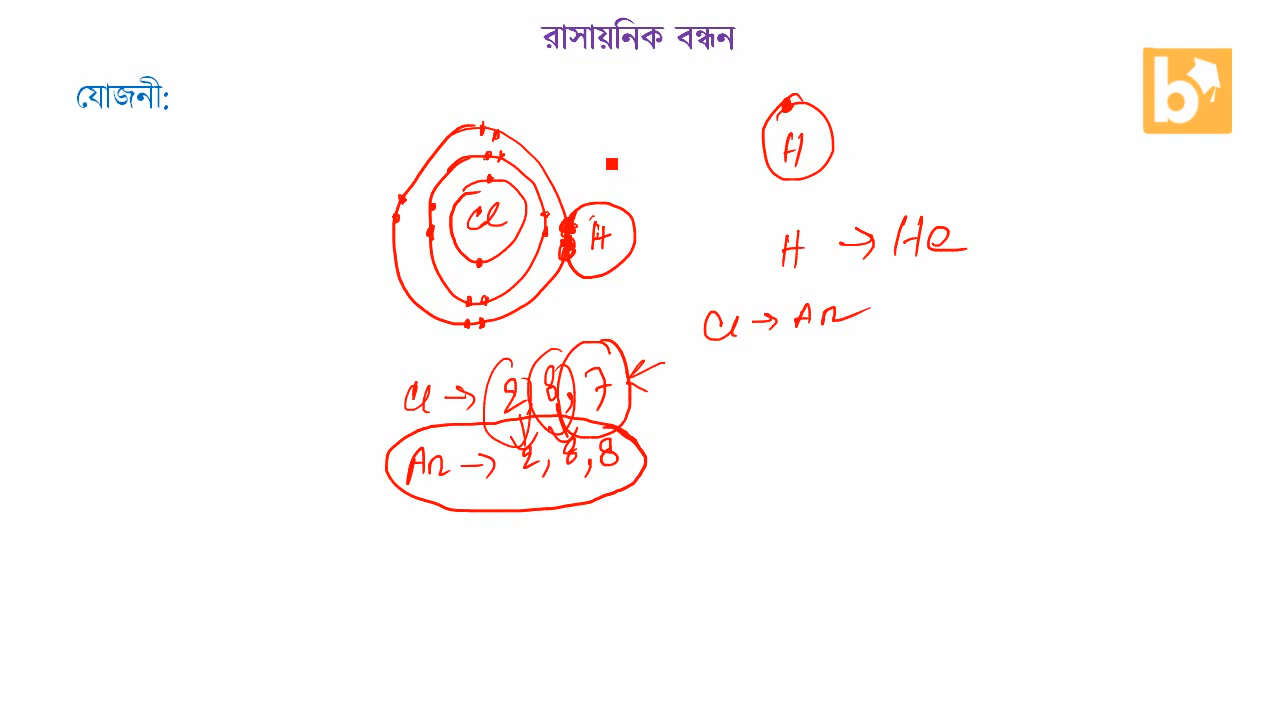 রাসায়নিক বন্ধন
b
যোজনী:
H
Cl H
H → He
Cl → Ar
Cl → 2, 8, 7
Ar → 2, 8, 8